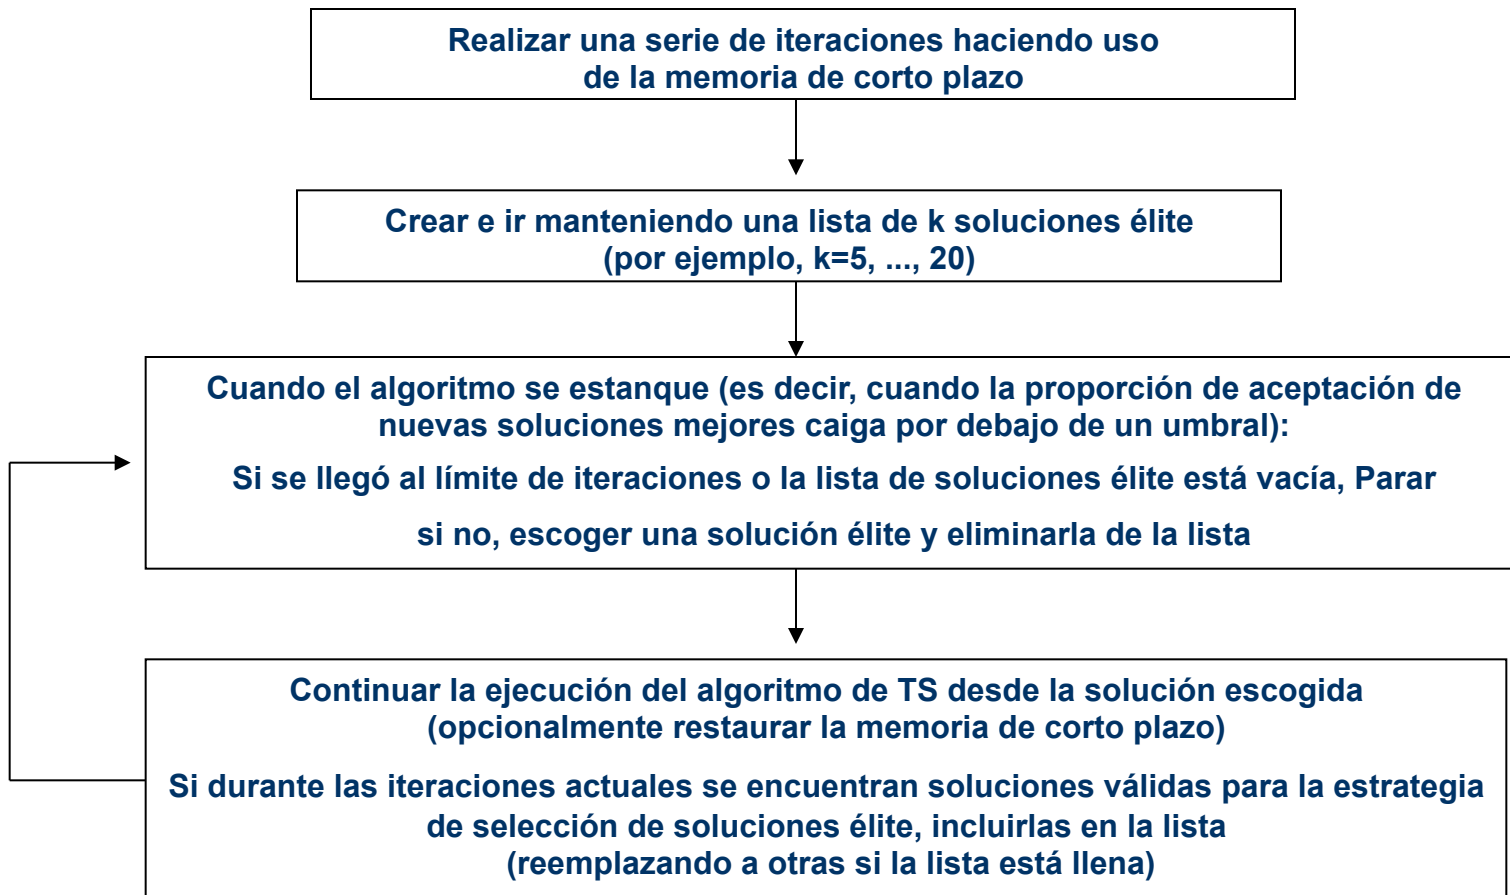 Realizar una serie de iteraciones haciendo uso
de la memoria de corto plazo
Crear e ir manteniendo una lista de k soluciones élite
(por ejemplo, k=5, ..., 20)
Cuando el algoritmo se estanque (es decir, cuando la proporción de aceptación de
nuevas soluciones mejores caiga por debajo de un umbral):
Si se llegó al límite de iteraciones o la lista de soluciones élite está vacía, Parar
si no, escoger una solución élite y eliminarla de la lista
Continuar la ejecución del algoritmo de TS desde la solución escogida
(opcionalmente restaurar la memoria de corto plazo)
Si durante las iteraciones actuales se encuentran soluciones válidas para la estrategia
de selección de soluciones élite, incluirlas en la lista
(reemplazando a otras si la lista está llena)